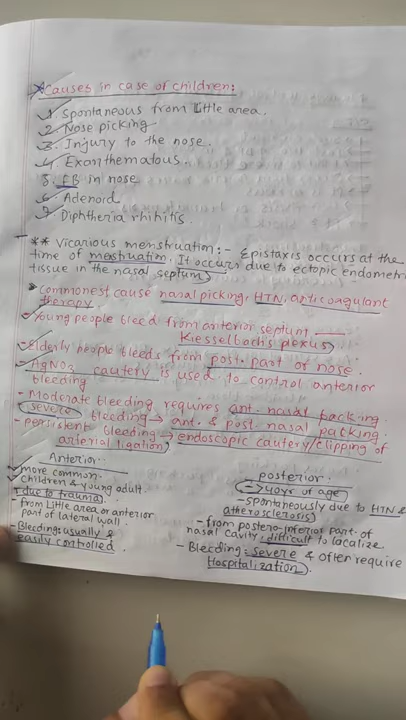 * Causes in case of children:
1. Spontaneous from Little area.
2. Nose picking
3. Injury to the nose.
4. Exanthematous.
5. FB in nose
6. Adenoid
7. Diphtheria rhihitis.
** Vicarious menstruation:- Epistaxis occurs at the
time of mestruatim. It occurs due to ectopic endometri
tissue in the nasal septum)
* Commonest cause nasal picking, HTN, anticoagulant
therapy
Young people bleed from anterior septum —
Kiesselbach's plexus)
- Elderly people bleeds from post. part of nose.
- AgNO3 cautery is used to control anterior
bleeding
- Moderate bleeding requires ant. nasal packing.
(severe) bleeding → ant. & post. nasal packing.
- persistent bleeding → endoscopic cautery/clipping of
arterial ligation,
Anterior
more common
children & young adult
(due to trauma)
- from Little area or anterior
part of lateral wall.
- Bleeding: usually &
easily controlled.
posterior
> 40yr of age
- spontaneously due to HTN &
atherosclerosis)
- from postero-inferior part of
nasal cavity, difficult to localize
- Bleeding: severe & often require
Hospitalization).